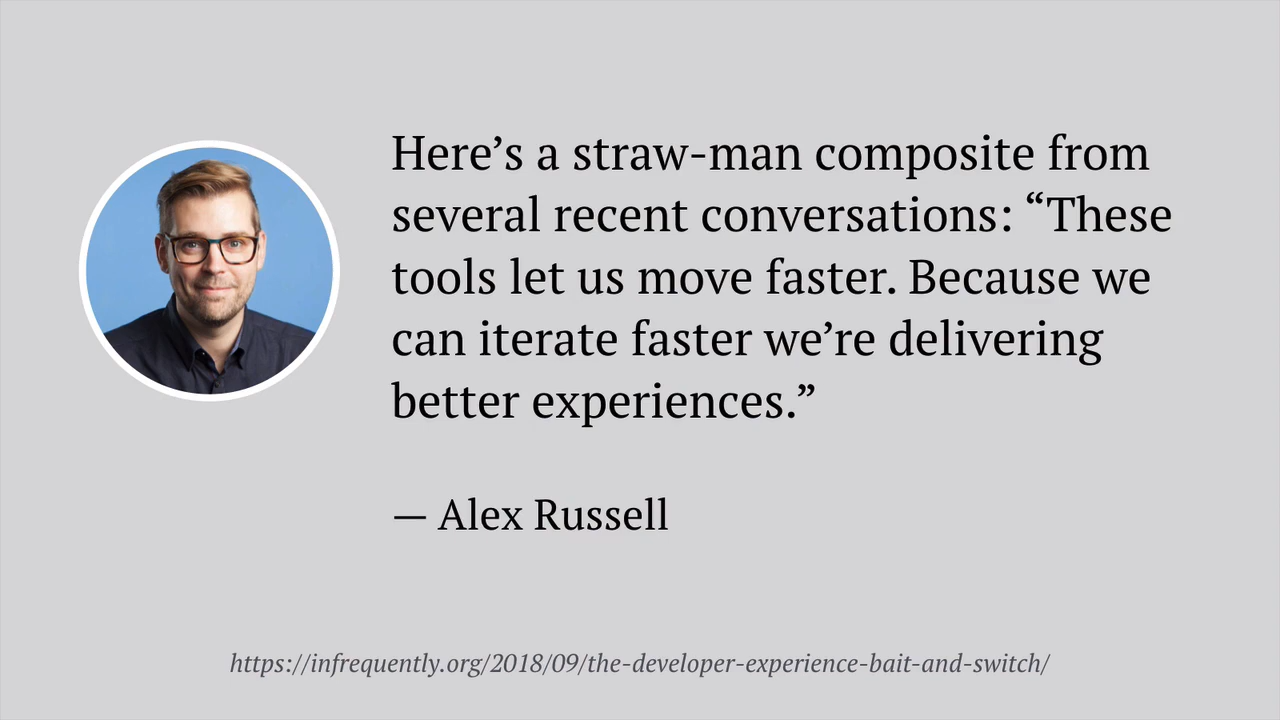 Here’s a straw-man composite from
several recent conversations: “These
tools let us move faster. Because we
can iterate faster we’re delivering
better experiences.”
— Alex Russell
https://infrequently.org/2018/09/the-developer-experience-bait-and-switch/